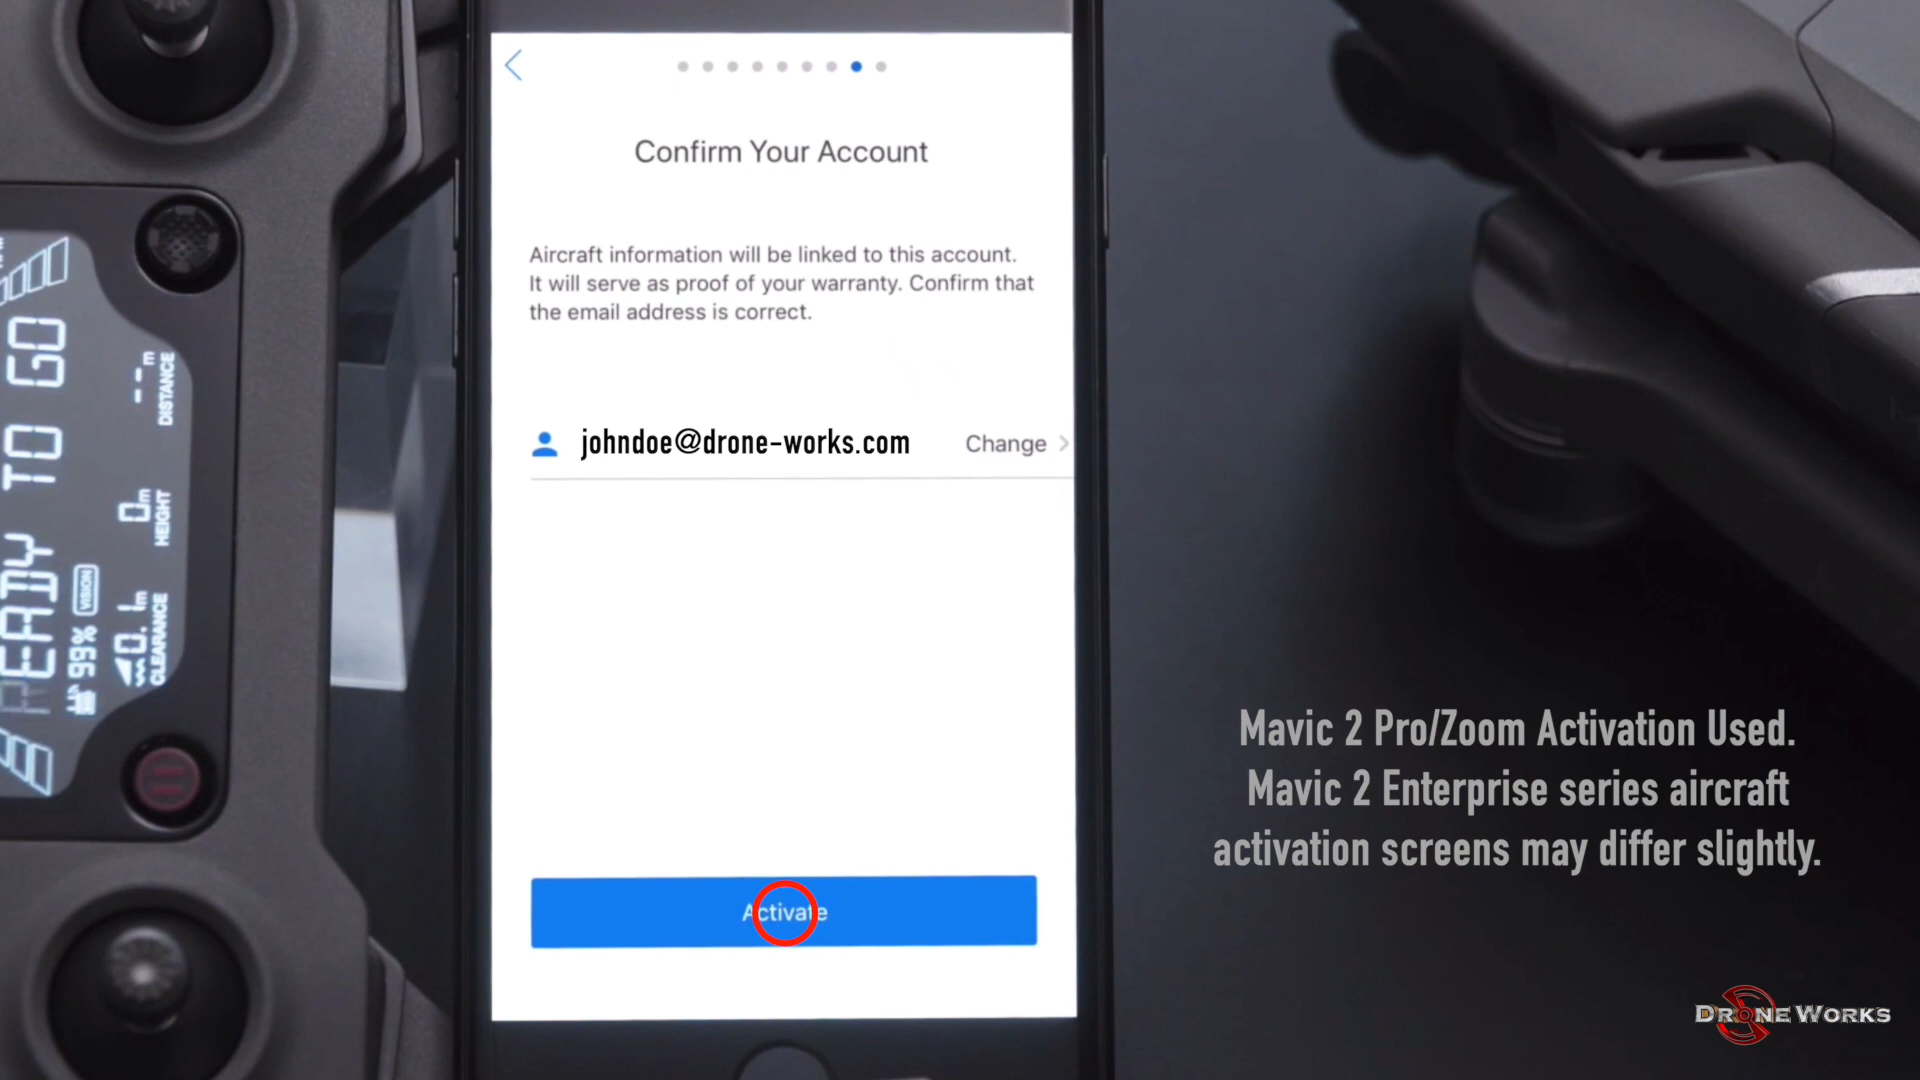 Confirm Your Account
Aircraft information will be linked to this account.
It will serve as proof of your warranty. Confirm that
the email address is correct.
johndoe@drone-works.com
Change >
Activate
READY TO GO
99% VISION
--m
DISTANCE
0m
HEIGHT
0.1m
CLEARANCE
Mavic 2 Pro/Zoom Activation Used.
Mavic 2 Enterprise series aircraft
activation screens may differ slightly.
DRONE WORKS